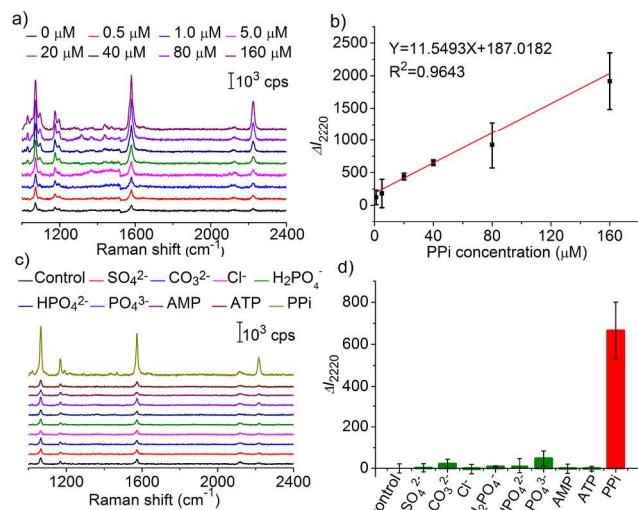 a)
0 μM 0.5 μM 1.0 μM 5.0 μM
20 μM 40 μM 80 μM 160 μM
10³ cps
1200 1600 2000 2400
Raman shift (cm⁻¹)
b)
Y=11.5493X+187.0182
R²=0.9643
ΔI2220
2500
2000
1500
1000
500
0
0 40 80 120 160
PPi concentration (μM)
c)
Control SO₄²⁻ CO₃²⁻ Cl⁻ H₂PO₄⁻
HPO₄²⁻ PO₄³⁻ AMP ATP PPi
10³ cps
1200 1600 2000 2400
Raman shift (cm⁻¹)
d)
ΔI2220
800
600
400
200
0
SO₄²⁻ CO₃²⁻ Cl⁻ PO₄³⁻ AMP ATP PPi